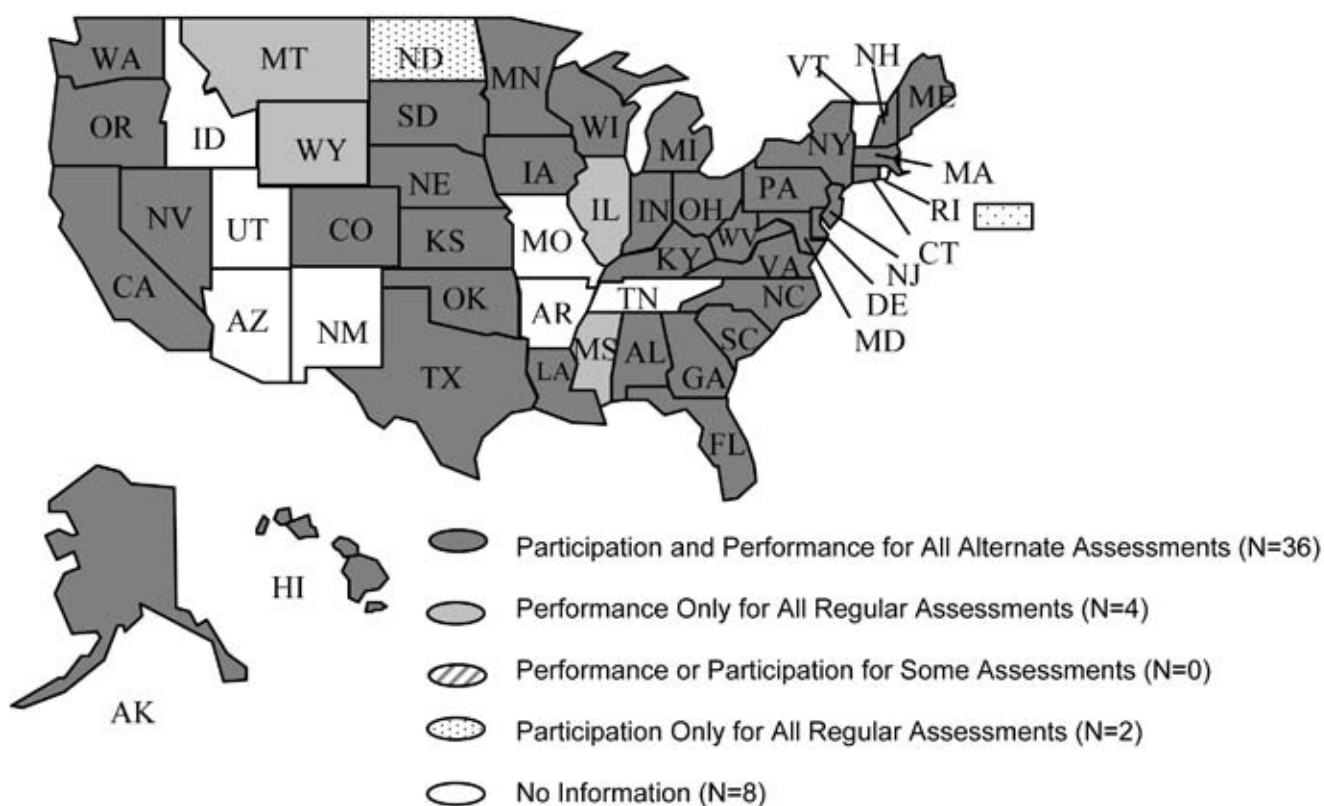 WA
MT
ND
MN
VT
NH
ME
OR
ID
SD
WI
NY
WY
MI
MA
IA
NE
PA
RI
NV
IL
IN
OH
UT
CO
MO
WV
CT
KS
KY
VA
NJ
CA
NC
DE
OK
TN
AZ
NM
AR
SC
MD
MS
AL
TX
LA
GA
FL
HI
AK
Participation and Performance for All Alternate Assessments (N=36)
Performance Only for All Regular Assessments (N=4)
Performance or Participation for Some Assessments (N=0)
Participation Only for All Regular Assessments (N=2)
No Information (N=8)